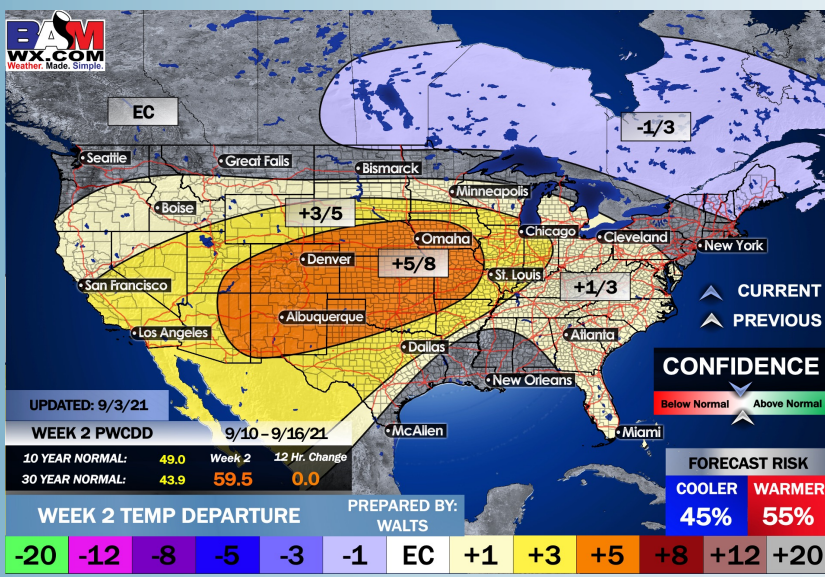 BAM
WX.COM
Weather. Made. Simple.
EC
-1/3
Seattle
Great Falls
Bismarck
Minneapolis
Boise
+3/5
Omaha
Chicago
Cleveland
New York
Denver
+5/8
St. Louis
+1/3
San Francisco
Albuquerque
Los Angeles
Dallas
Atlanta
New Orleans
McAllen
Miami
CURRENT
PREVIOUS
CONFIDENCE
Below Normal
Above Normal
UPDATED: 9/3/21
WEEK 2 PWCDD 9/10 – 9/16/21
10 YEAR NORMAL: 49.0 Week 2 12 Hr. Change
30 YEAR NORMAL: 43.9 59.5 0.0
FORECAST RISK
COOLER WARMER
45% 55%
WEEK 2 TEMP DEPARTURE
PREPARED BY:
WALTS
-20 -12 -8 -5 -3 -1 EC +1 +3 +5 +8 +12 +20